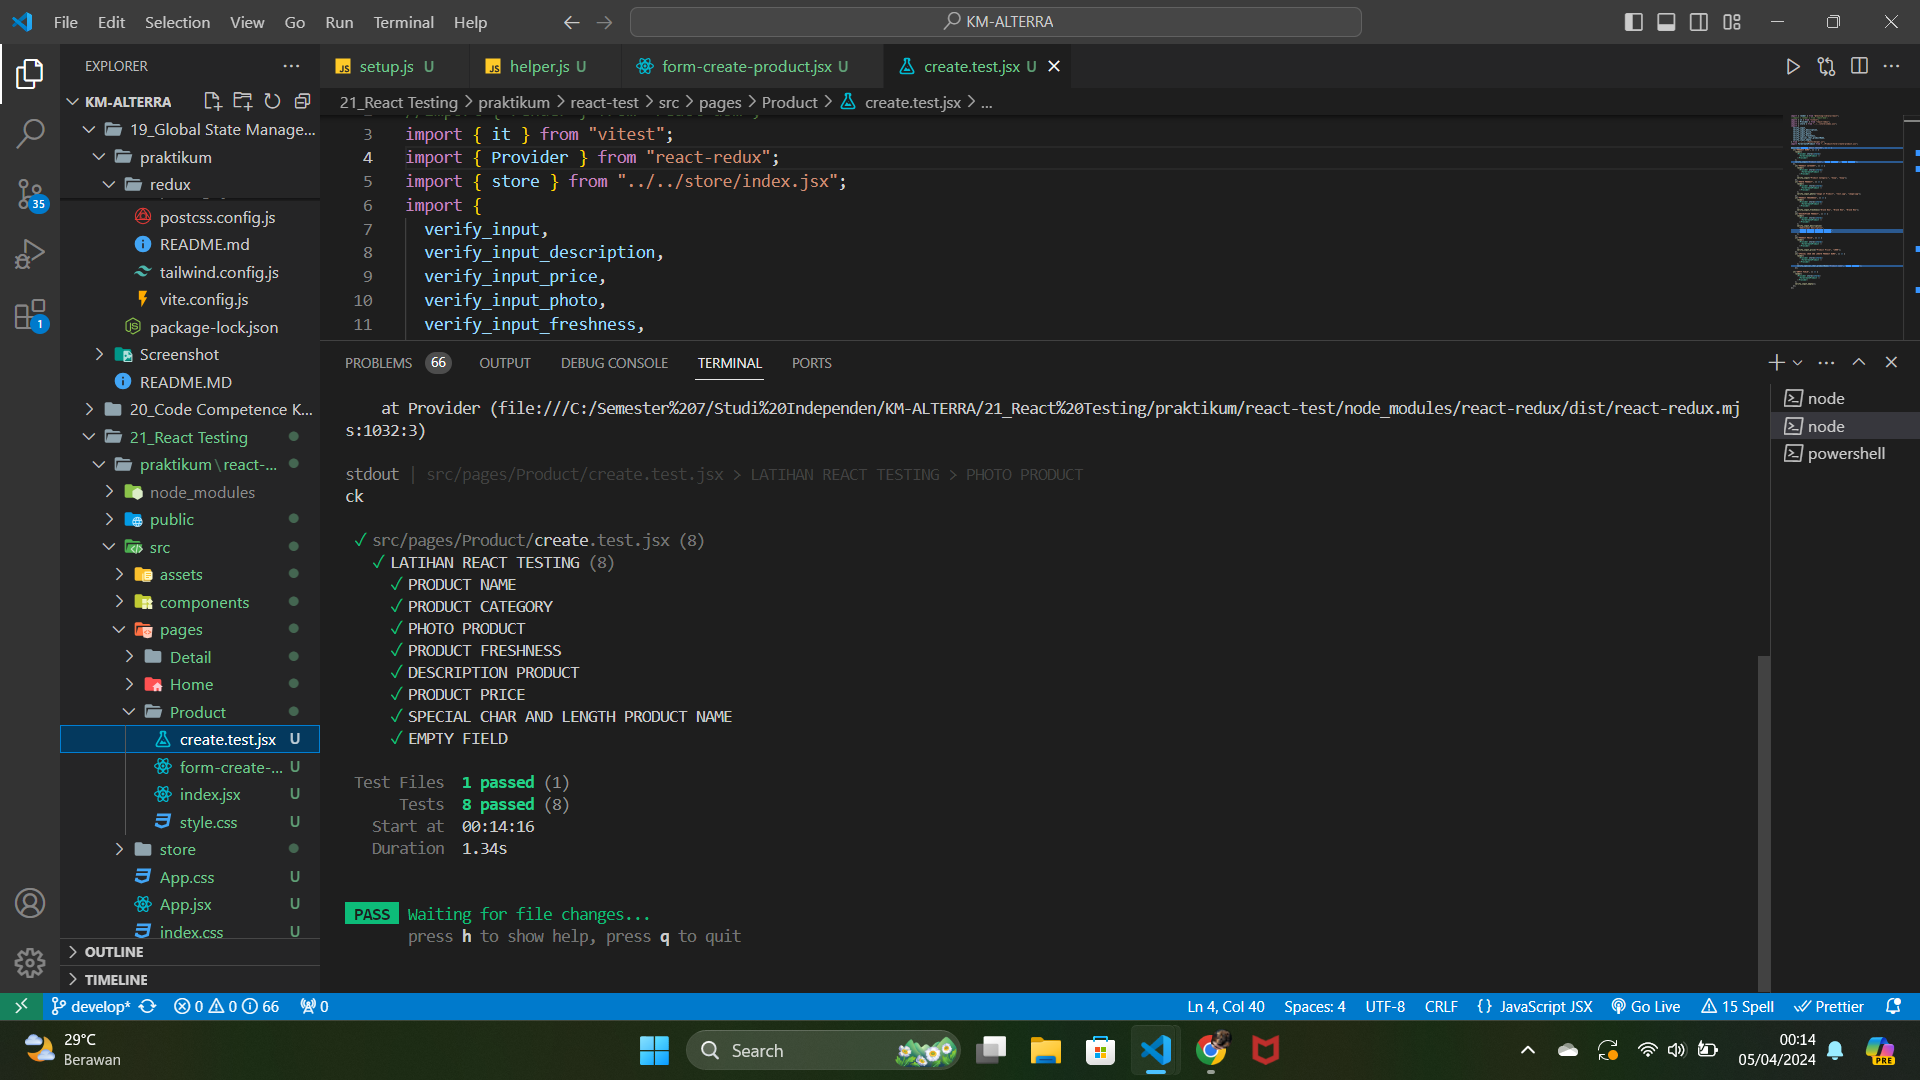 File Edit Selection View Go Run Terminal Help
KM-ALTERRA
EXPLORER
KM-ALTERRA
19_Global State Manage...
praktikum
redux
postcss.config.js
README.md
tailwind.config.js
vite.config.js
package-lock.json
Screenshot
README.MD
20_Code Competence K...
21_React Testing
praktikum\react-...
node_modules
public
src
assets
components
pages
Detail
Home
Product
create.test.jsx U
form-create-... U
index.jsx U
style.css U
store
App.css U
App.jsx U
index.css U
OUTLINE
TIMELINE
35
1
setup.js U helper.js U form-create-product.jsx U create.test.jsx U
21_React Testing > praktikum > react-test > src > pages > Product > create.test.jsx > ...
3 import { it } from "vitest";
4 import { Provider } from "react-redux";
5 import { store } from "../../store/index.jsx";
6 import {
7 verify_input,
8 verify_input_description,
9 verify_input_price,
10 verify_input_photo,
11 verify_input_freshness,
PROBLEMS 66 OUTPUT DEBUG CONSOLE TERMINAL PORTS
at Provider (file:///C:/Semester%207/Studi%20Independen/KM-ALTERRA/21_React%20Testing/praktikum/react-test/node_modules/react-redux/dist/react-redux.mj
s:1032:3)
stdout | src/pages/Product/create.test.jsx > LATIHAN REACT TESTING > PHOTO PRODUCT
ck
✓ src/pages/Product/create.test.jsx (8)
✓ LATIHAN REACT TESTING (8)
✓ PRODUCT NAME
✓ PRODUCT CATEGORY
✓ PHOTO PRODUCT
✓ PRODUCT FRESHNESS
✓ DESCRIPTION PRODUCT
✓ PRODUCT PRICE
✓ SPECIAL CHAR AND LENGTH PRODUCT NAME
✓ EMPTY FIELD
Test Files 1 passed (1)
Tests 8 passed (8)
Start at 00:14:16
Duration 1.34s
PASS Waiting for file changes...
press h to show help, press q to quit
node
node
powershell
develop* 0 0 66 0
Ln 4, Col 40 Spaces: 4 UTF-8 CRLF {} JavaScript JSX Go Live 15 Spell Prettier
29°C
Berawan
Search
00:14
05/04/2024
PRE